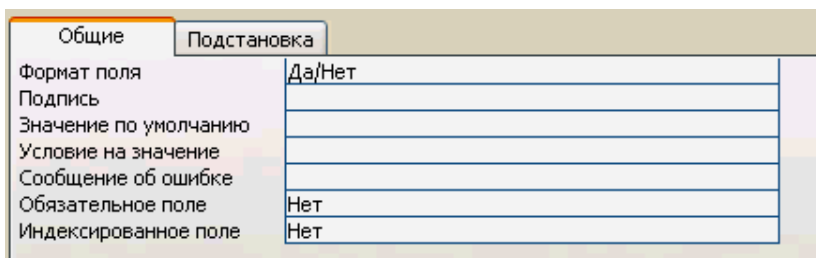 Общие Подстановка
Формат поля Да/Нет
Подпись
Значение по умолчанию
Условие на значение
Сообщение об ошибке
Обязательное поле Нет
Индексированное поле Нет